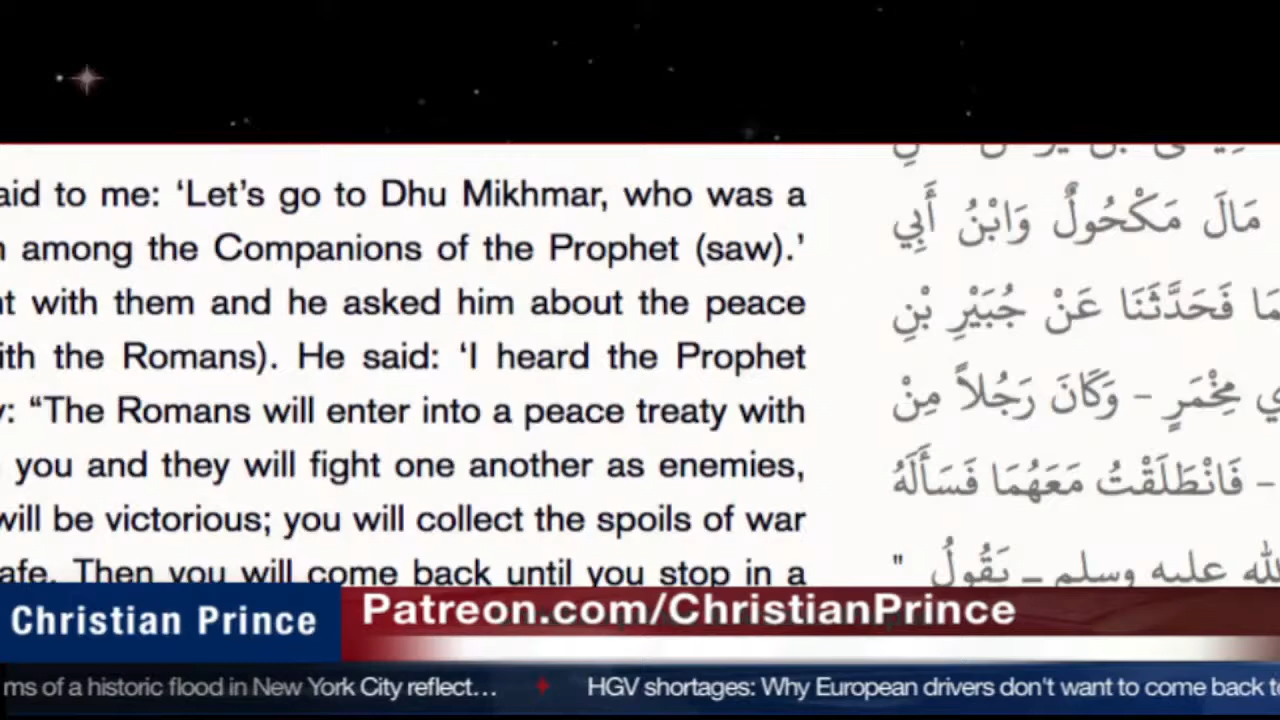 aid to me: ‘Let’s go to Dhu Mikhmar, who was a
among the Companions of the Prophet (saw).’
with them and he asked him about the peace
ith the Romans). He said: ‘I heard the Prophet
y: “The Romans will enter into a peace treaty with
you and they will fight one another as enemies,
will be victorious; you will collect the spoils of war
afe. Then you will come back until you stop in a
مَالَ مَكْحُولٌ وَابْنُ أَبِي
فَحَدَّثَنَا عَنْ جُبَيْرِ بْنِ
مِخْمَرٍ - وَكَانَ رَجُلاً مِنْ
- فَانْطَلَقْتُ مَعَهُمَا فَسَأَلَهُ
الله عليه وسلم ـ يَقُولُ "
Christian Prince
Patreon.com/ChristianPrince
ms of a historic flood in New York City reflect...
HGV shortages: Why European drivers don't want to come back to